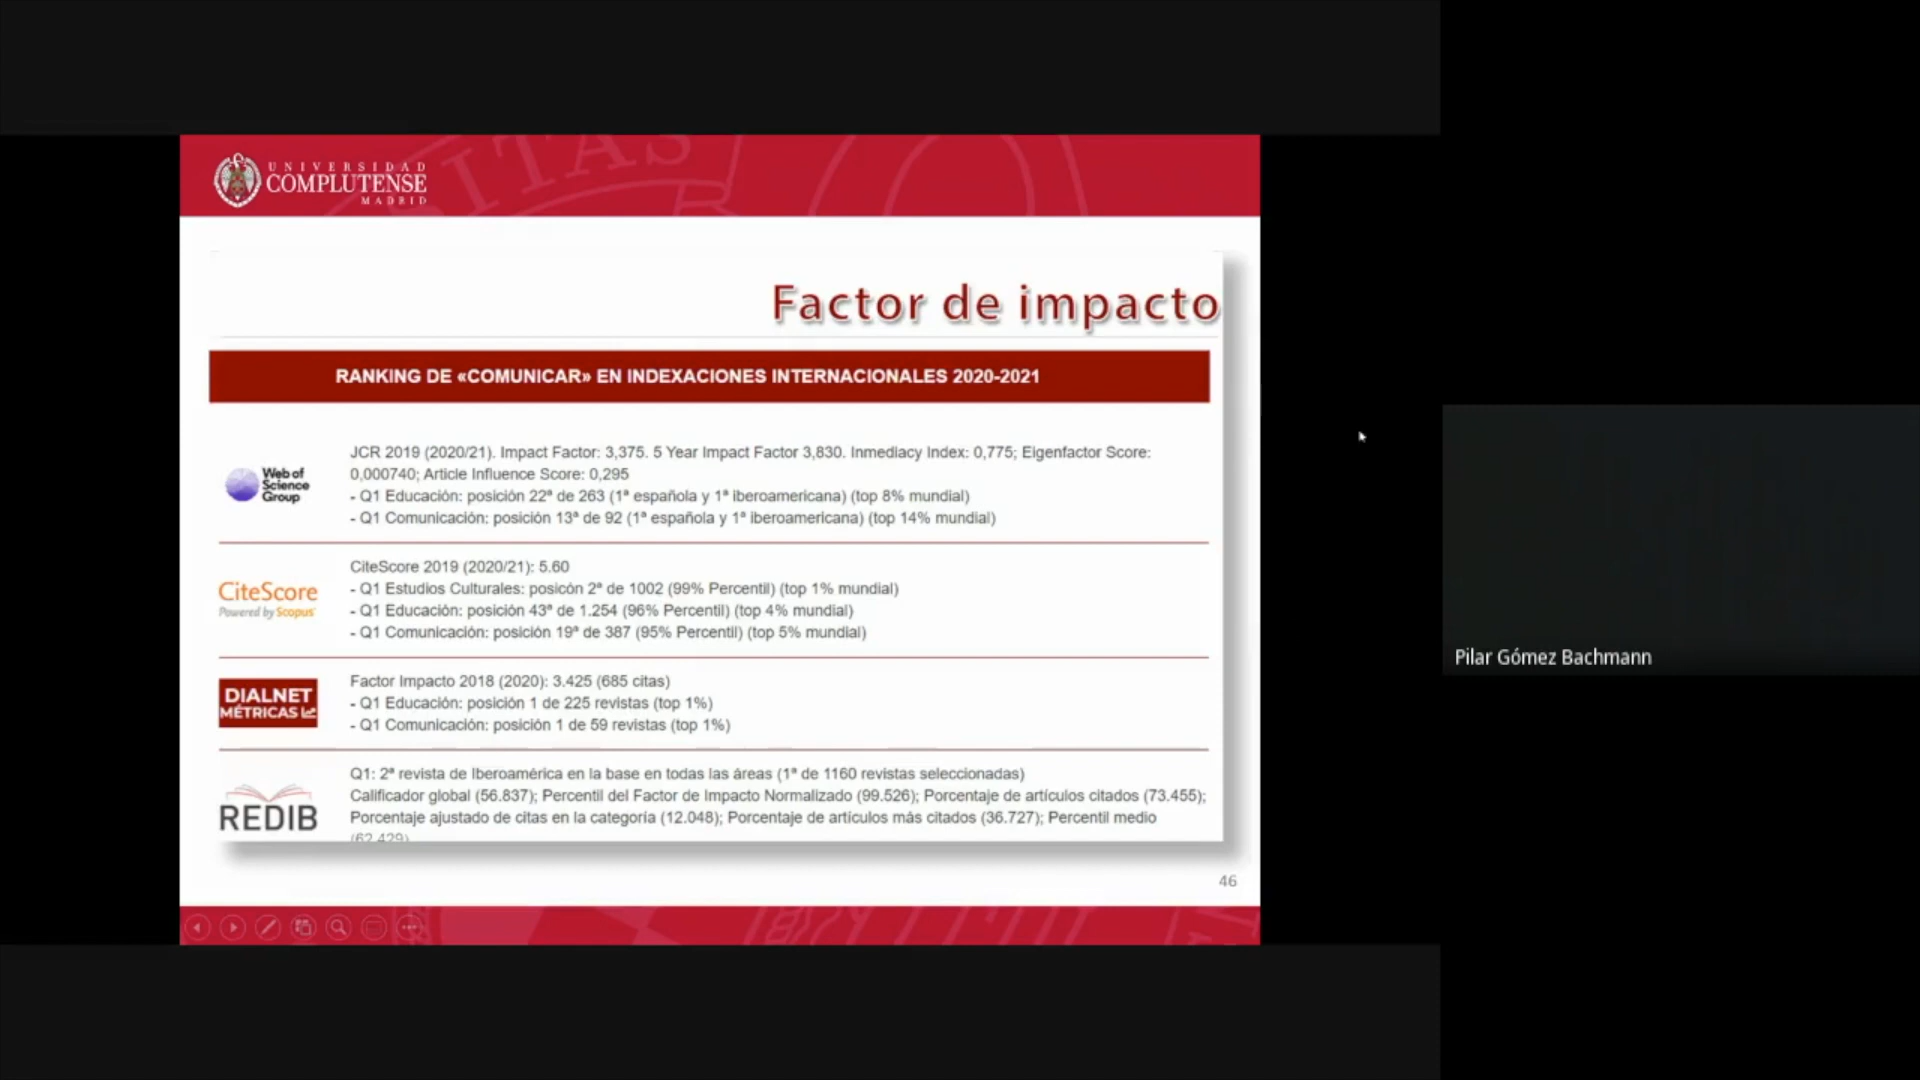 UNIVERSIDAD
COMPLUTENSE
MADRID
Factor de impacto
RANKING DE «COMUNICAR» EN INDEXACIONES INTERNACIONALES 2020-2021
Web of
Science
Group
JCR 2019 (2020/21). Impact Factor: 3,375. 5 Year Impact Factor 3,830. Inmediacy Index: 0,775; Eigenfactor Score:
0,000740; Article Influence Score: 0,295
- Q1 Educación: posición 22ª de 263 (1ª española y 1ª iberoamericana) (top 8% mundial)
- Q1 Comunicación: posición 13ª de 92 (1ª española y 1ª iberoamericana) (top 14% mundial)
CiteScore
Powered by Scopus
CiteScore 2019 (2020/21): 5.60
- Q1 Estudios Culturales: posicón 2ª de 1002 (99% Percentil) (top 1% mundial)
- Q1 Educación: posición 43ª de 1.254 (96% Percentil) (top 4% mundial)
- Q1 Comunicación: posición 19ª de 387 (95% Percentil) (top 5% mundial)
DIALNET
MÉTRICAS
Factor Impacto 2018 (2020): 3.425 (685 citas)
- Q1 Educación: posición 1 de 225 revistas (top 1%)
- Q1 Comunicación: posición 1 de 59 revistas (top 1%)
REDIB
Q1: 2ª revista de Iberoamérica en la base en todas las áreas (1ª de 1160 revistas seleccionadas)
Calificador global (56.837); Percentil del Factor de Impacto Normalizado (99.526); Porcentaje de artículos citados (73.455);
Porcentaje ajustado de citas en la categoría (12.048); Porcentaje de artículos más citados (36.727); Percentil medio
(62.429)
46
Pilar Gómez Bachmann